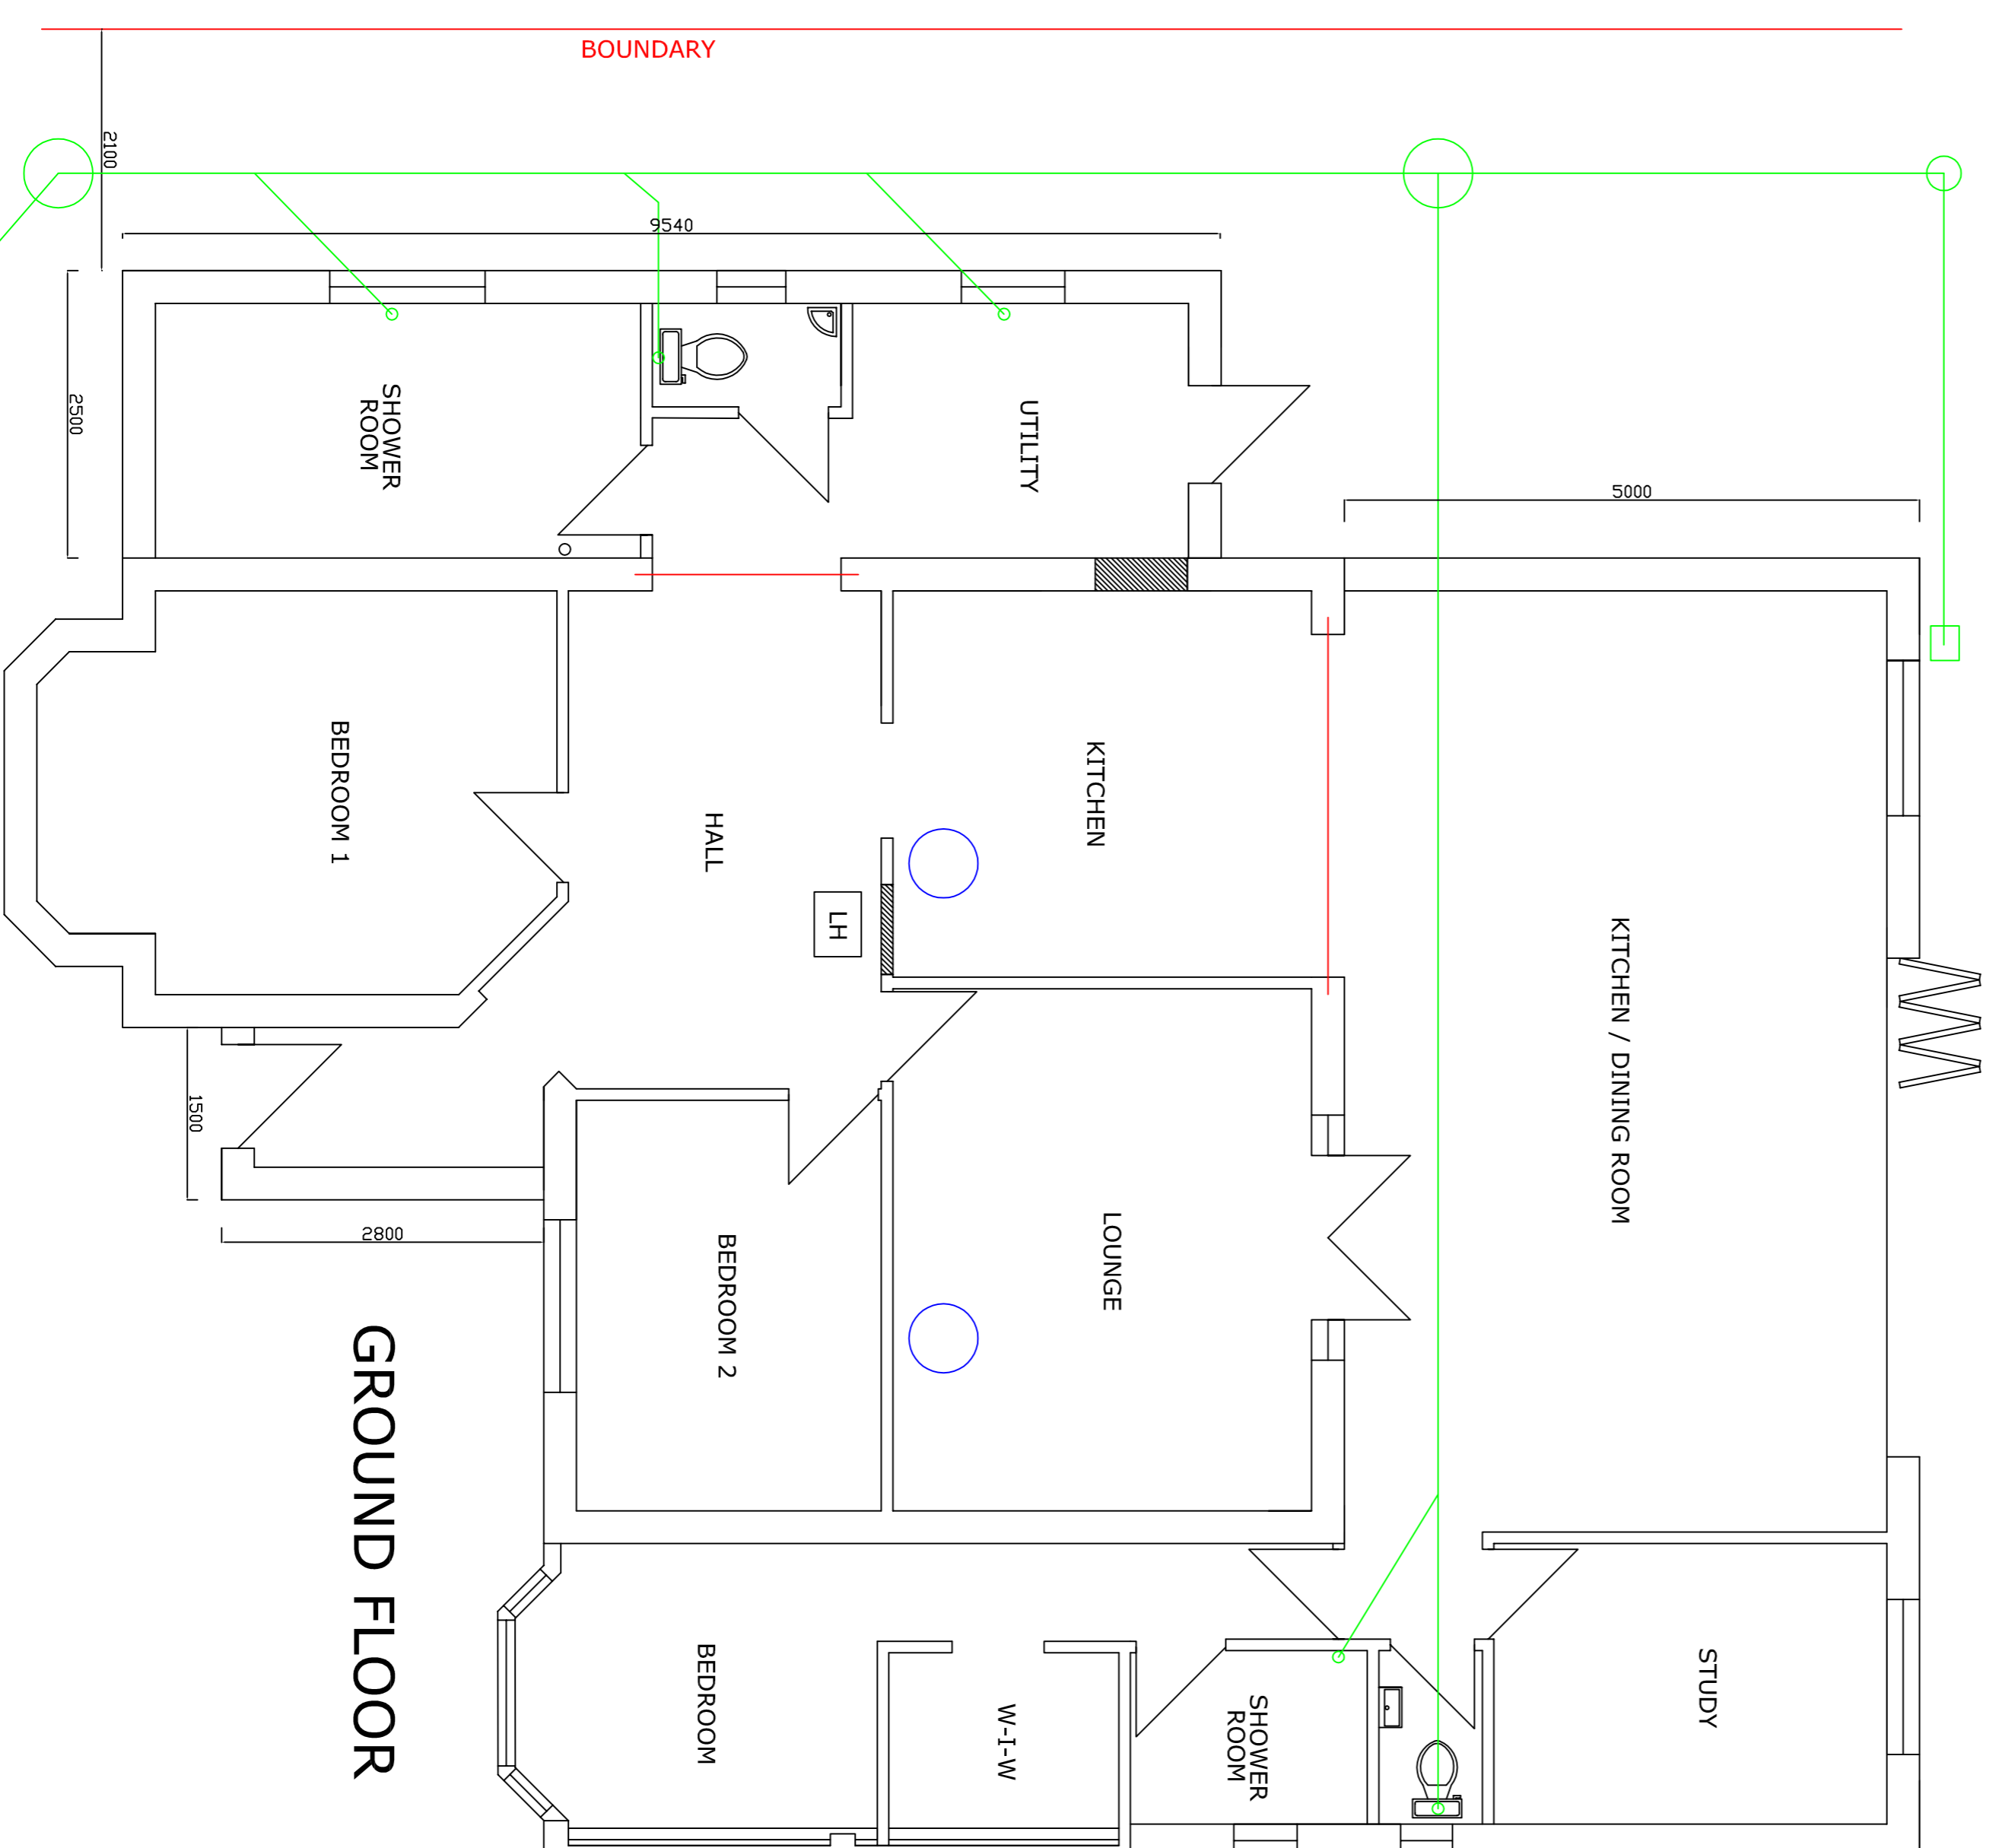 BOUNDARY
2100
9540
2500
SHOWER
ROOM
UTILITY
5000
BEDROOM 1
HALL
KITCHEN
LH
KITCHEN / DINING ROOM
1500
2800
BEDROOM 2
LOUNGE
GROUND FLOOR
BEDROOM
W-I-W
SHOWER
ROOM
STUDY